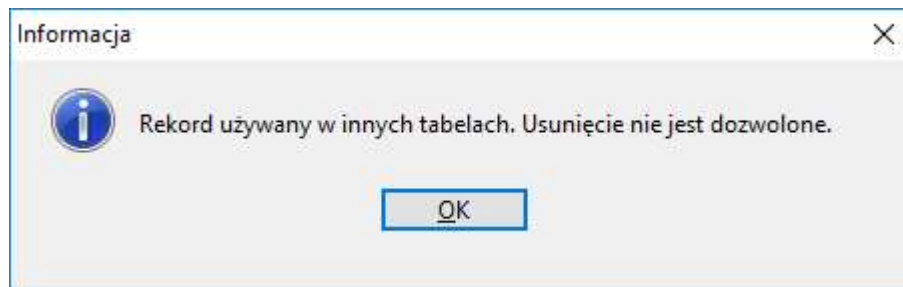 Informacja
Rekord używany w innych tabelach. Usunięcie nie jest dozwolone.
OK